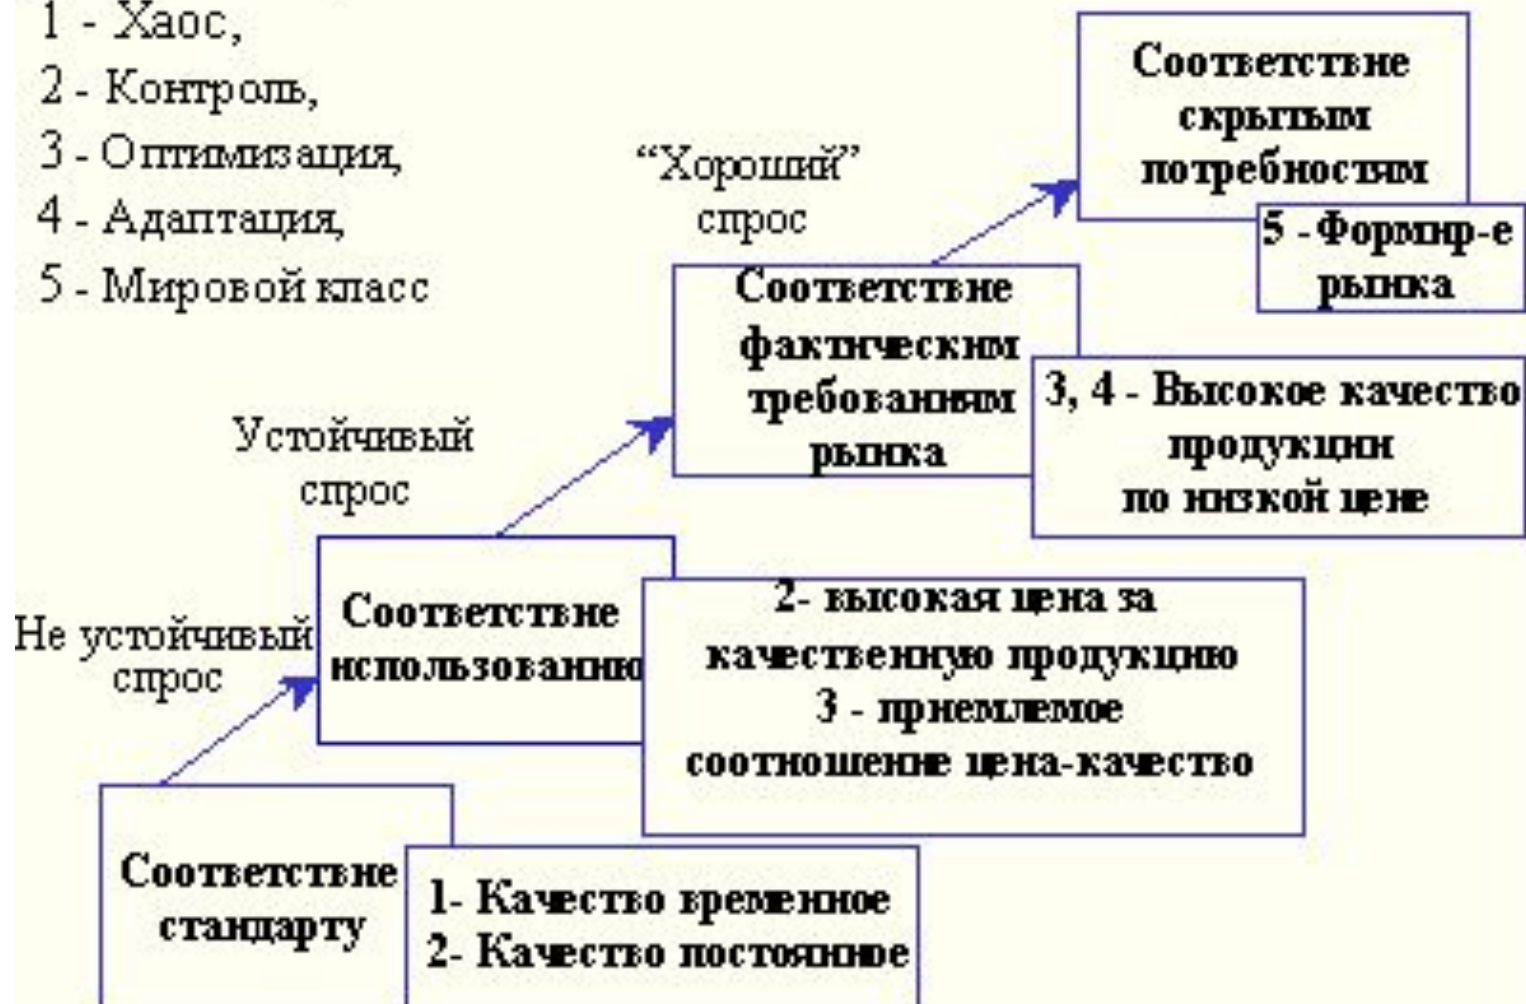 1 - Хаос,
2 - Контроль,
3 - Оптимизация,
4 - Адаптация,
5 - Мировой класс
Соответствие
скрытым
потребностям
5 -Формир-е
рынка
“Хороший”
спрос
Соответствие
фактическим
требованиям
рынка
3, 4 - Высокое качество
продукции
по низкой цене
Устойчивый
спрос
Соответствие
использованию
2- высокая цена за
качественную продукцию
3 - приемлемое
соотношение цена-качество
Не устойчивый
спрос
Соответствие
стандарту
1- Качество временное
2- Качество постоянное